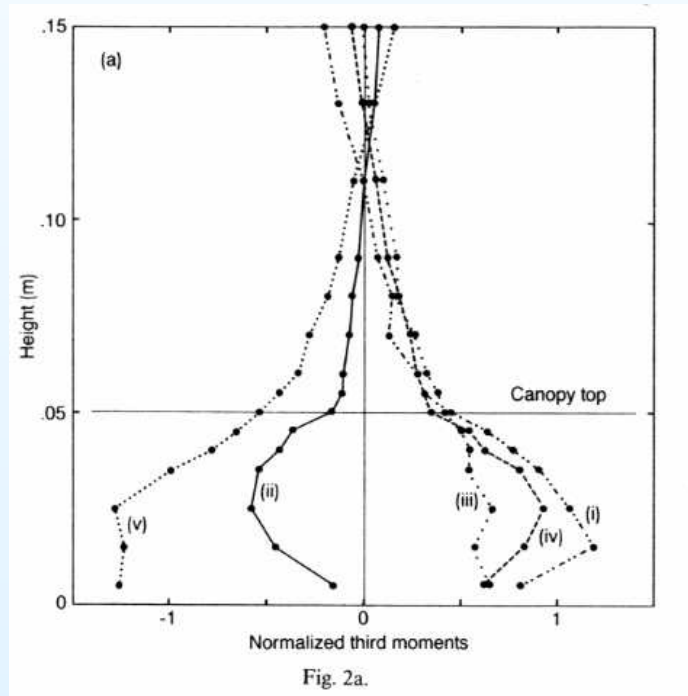 .15
(a)
.10
Height (m)
Canopy top
.05
(iii)
(i)
(ii)
(v)
(iv)
0
-1
0
1
Normalized third moments
Fig. 2a.